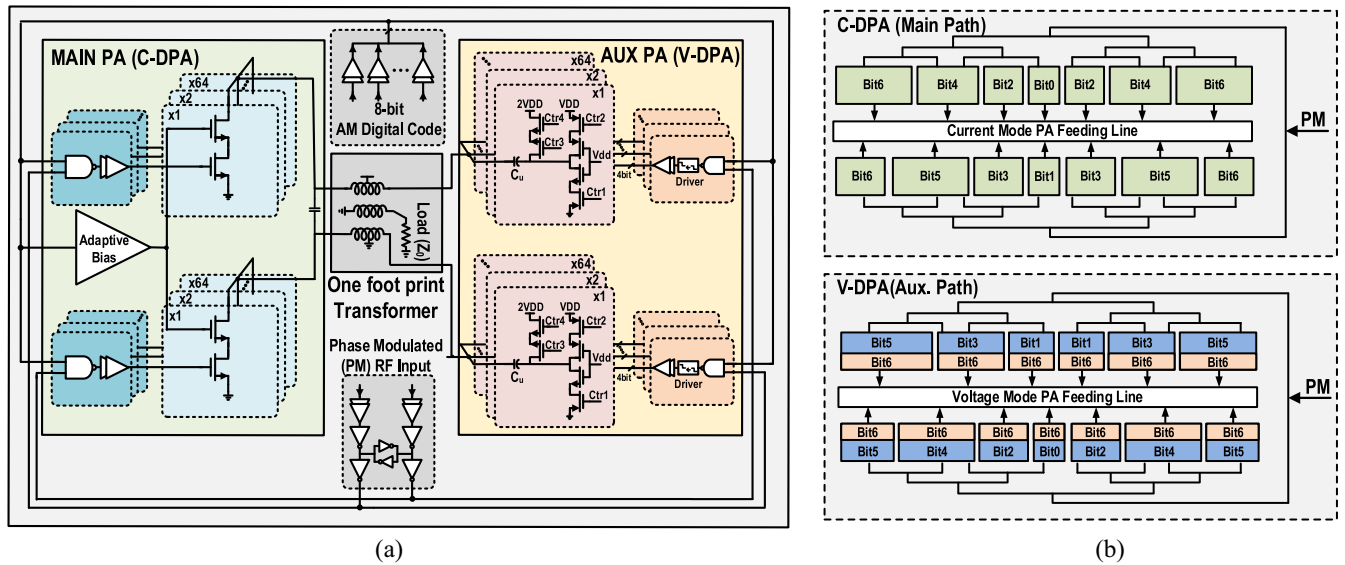 MAIN PA (C-DPA)
x64
x2
x1
Adaptive
Bias
x64
x2
x1
8-bit
AM Digital Code
Load (Z0)
One foot print
Transformer
Phase Modulated
(PM) RF Input
AUX PA (V-DPA)
x64
x2
x1
2VDD VDD
Ctr4 Ctr2
Ctr3
Vdd
Cu
Ctr1
4bit
Driver
x64
x2
x1
2VDD VDD
Ctr4 Ctr2
Ctr3
Vdd
Cu
Ctr1
4bit
Driver
(a)
C-DPA (Main Path)
Bit6 Bit4 Bit2 Bit0 Bit2 Bit4 Bit6
Current Mode PA Feeding Line
PM
Bit6 Bit5 Bit3 Bit1 Bit3 Bit5 Bit6
V-DPA(Aux. Path)
Bit5 Bit3 Bit1 Bit1 Bit3 Bit5
Bit6 Bit6 Bit6 Bit6 Bit6 Bit6
Voltage Mode PA Feeding Line
PM
Bit6 Bit6 Bit6 Bit6 Bit6 Bit6 Bit6
Bit5 Bit4 Bit2 Bit0 Bit2 Bit4 Bit5
(b)